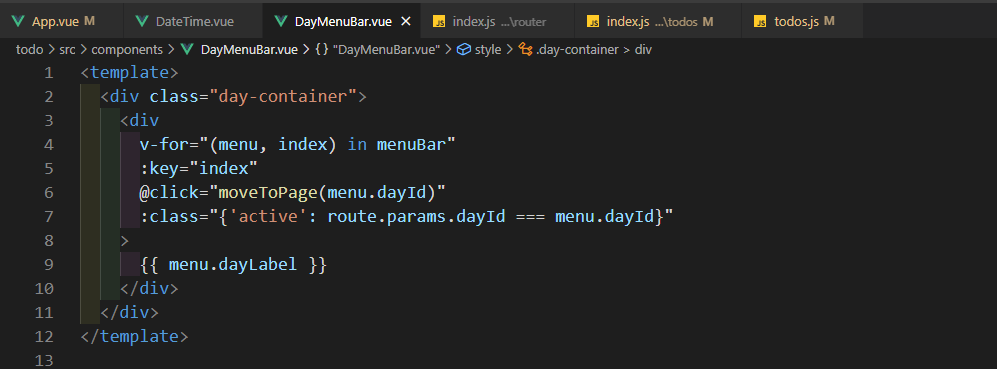 App.vue M DateTime.vue DayMenuBar.vue index.js ...\router index.js ...\todos M todos.js M
todo > src > components > DayMenuBar.vue > {} "DayMenuBar.vue" > style > .day-container > div
1 <template>
2 <div class="day-container">
3 <div
4 v-for="(menu, index) in menuBar"
5 :key="index"
6 @click="moveToPage(menu.dayId)"
7 :class="{'active': route.params.dayId === menu.dayId}"
8 >
9 {{ menu.dayLabel }}
10 </div>
11 </div>
12 </template>
13